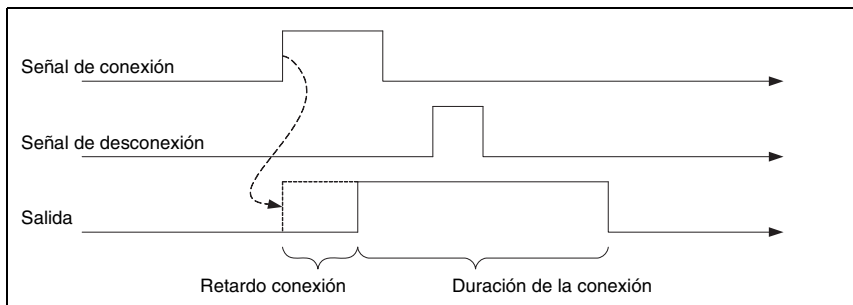 Señal de conexión
Señal de desconexión
Salida
Retardo conexión
Duración de la conexión